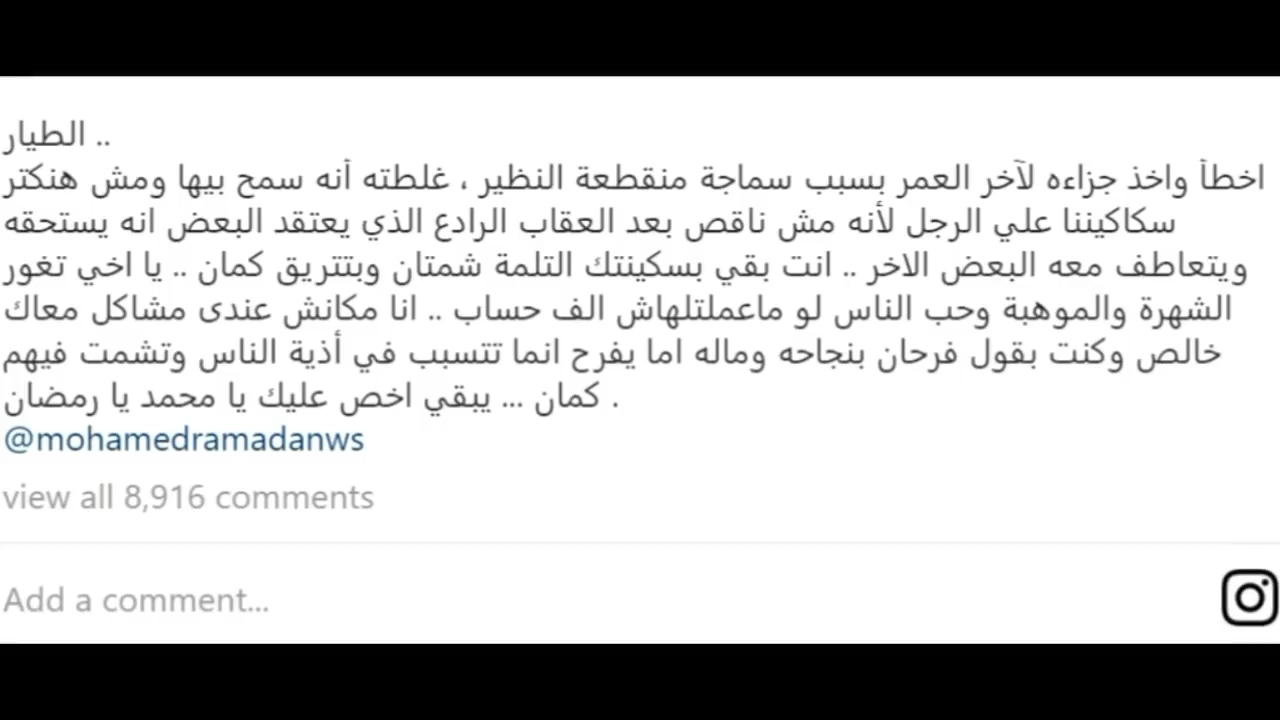 الطيار ..
اخطأ واخذ جزاءه لآخر العمر بسبب سماجة منقطعة النظير ، غلطته أنه سمح بيها ومش هنكتر
سكاكيننا علي الرجل لأنه مش ناقص بعد العقاب الرادع الذي يعتقد البعض انه يستحقه
ويتعاطف معه البعض الاخر .. انت بقي بسكينتك التلمة شمتان وبتتريق كمان .. يا اخي تغور
الشهرة والموهبة وحب الناس لو ماعملتلهاش الف حساب .. انا مكانش عندى مشاكل معاك
خالص وكنت بقول فرحان بنجاحه وماله اما يفرح انما تتسبب في أذية الناس وتشمت فيهم
كمان ... يبقي اخص عليك يا محمد يا رمضان .
@mohamedramadanws
view all 8,916 comments
Add a comment...